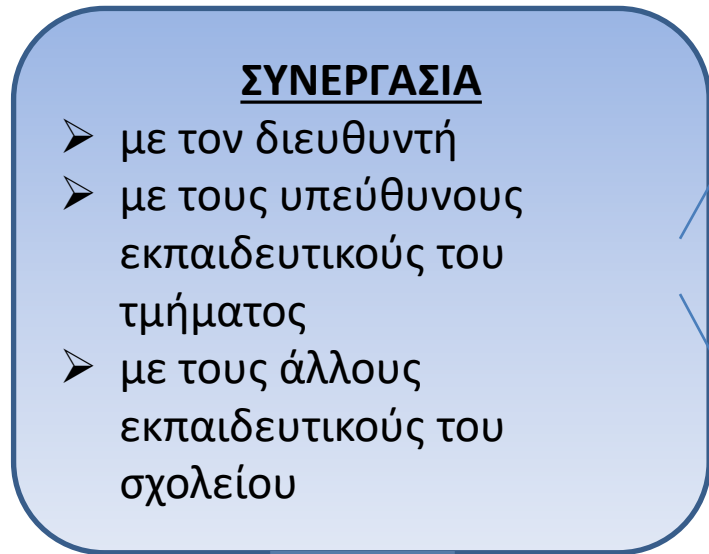 ΣΥΝΕΡΓΑΣΙΑ
➢ με τον διευθυντή
➢ με τους υπεύθυνους
εκπαιδευτικούς του
τμήματος
➢ με τους άλλους
εκπαιδευτικούς του
σχολείου